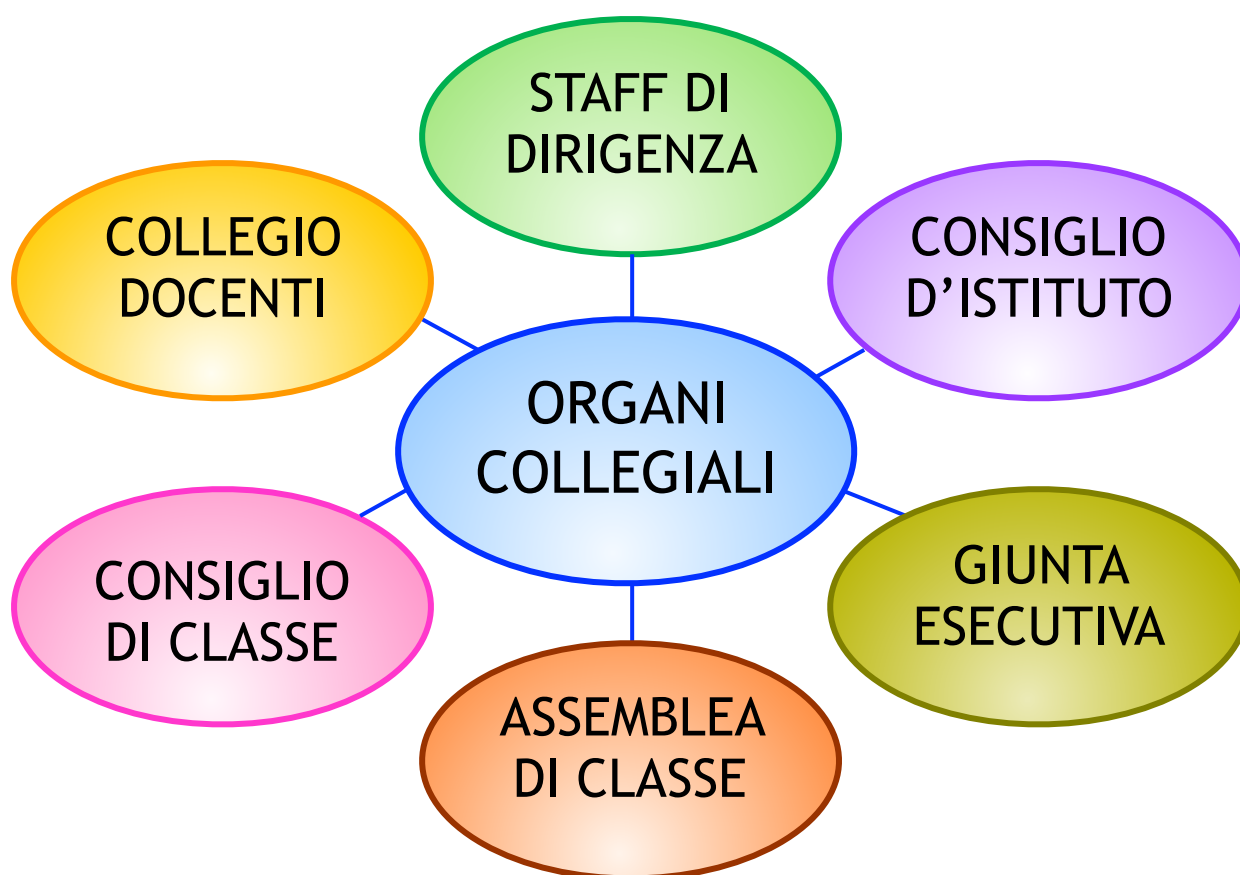 STAFF DI
DIRIGENZA
COLLEGIO
DOCENTI
CONSIGLIO
D’ISTITUTO
ORGANI
COLLEGIALI
CONSIGLIO
DI CLASSE
GIUNTA
ESECUTIVA
ASSEMBLEA
DI CLASSE